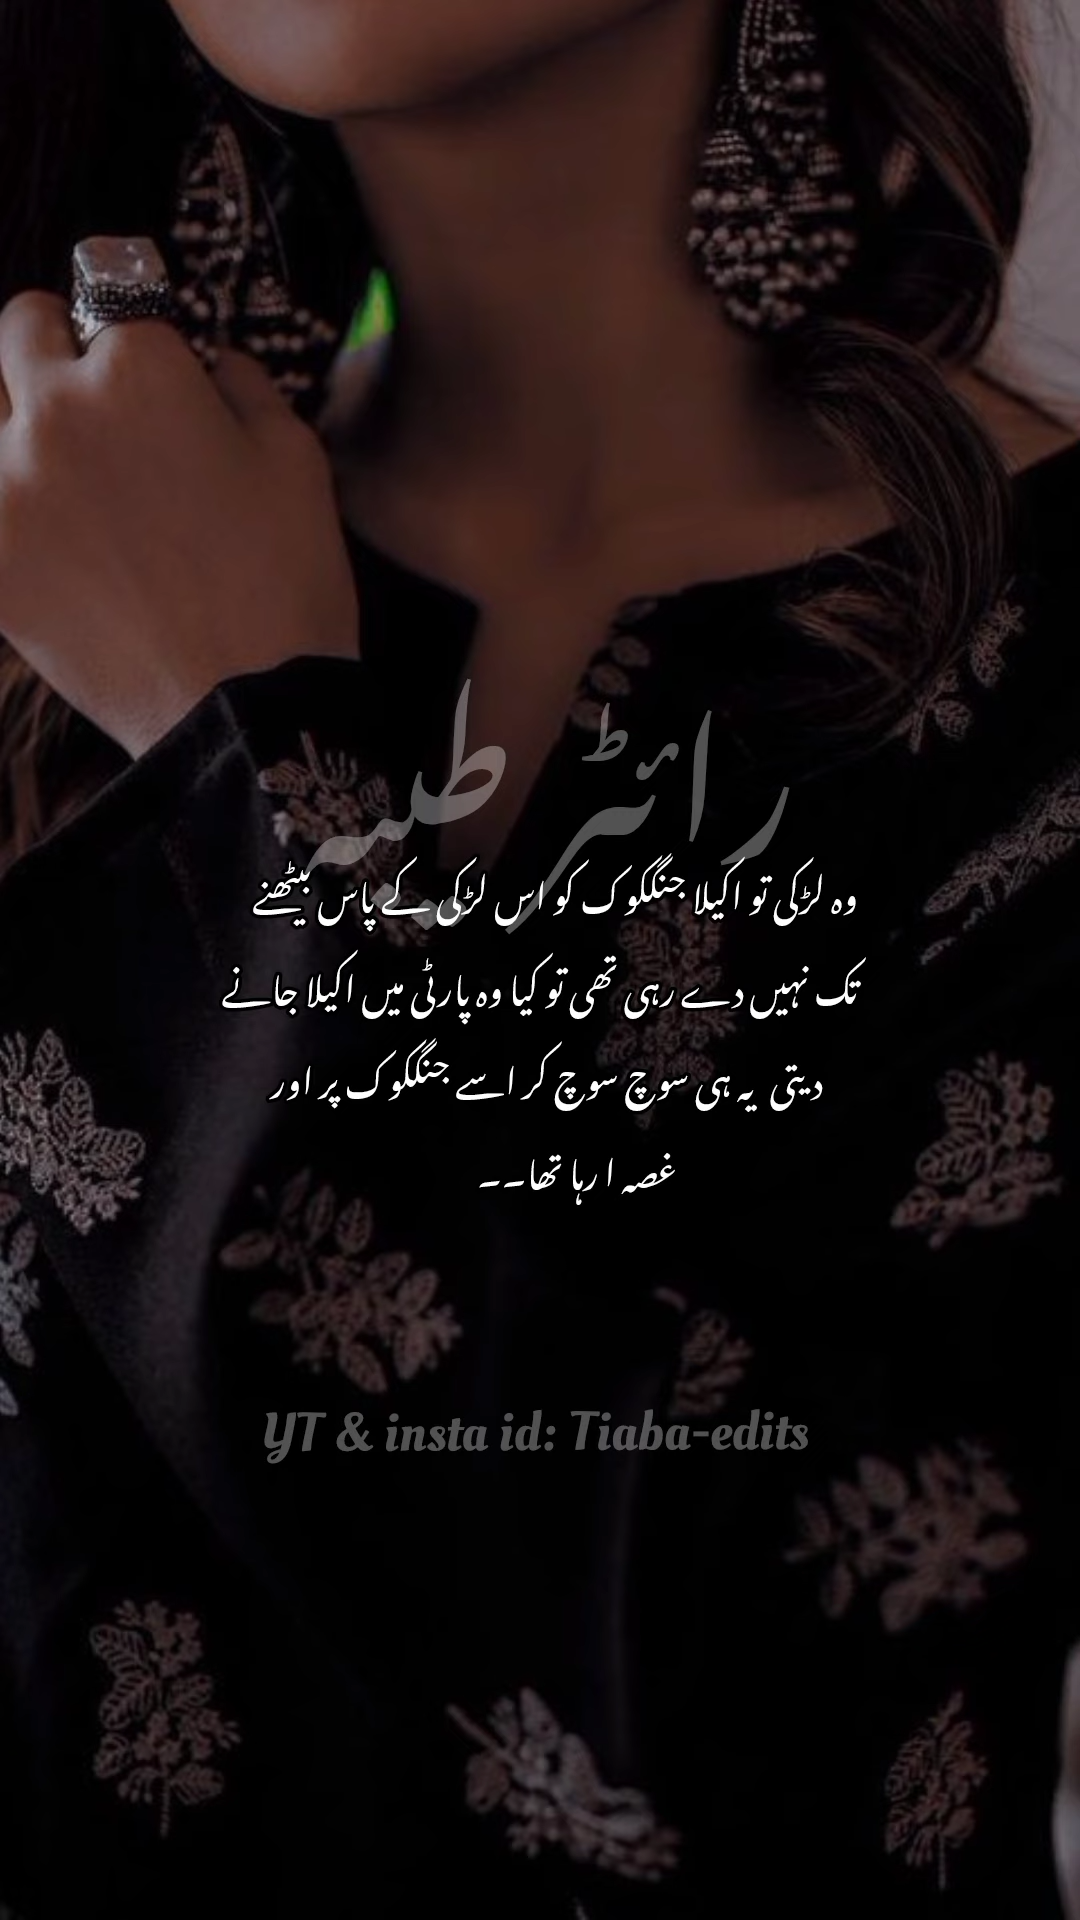 رائٹر طیبہ
وہ لڑکی تو اکیلا جنگکوک کو اس لڑکی کے پاس بیٹھنے
تک نہیں دے رہی تھی تو کیا وہ پارٹی میں اکیلا جانے
دیتی یہ ہی سوچ سوچ کر اسے جنگکوک پر اور
غصہ ا رہا تھا۔۔
YT & insta id: Tiaba-edits